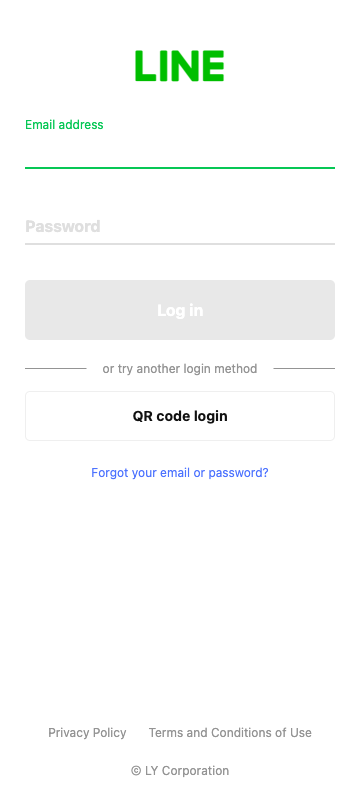 LINE
Email address
Password
Log in
or try another login method
QR code login
Forgot your email or password?
Privacy Policy Terms and Conditions of Use
© LY Corporation